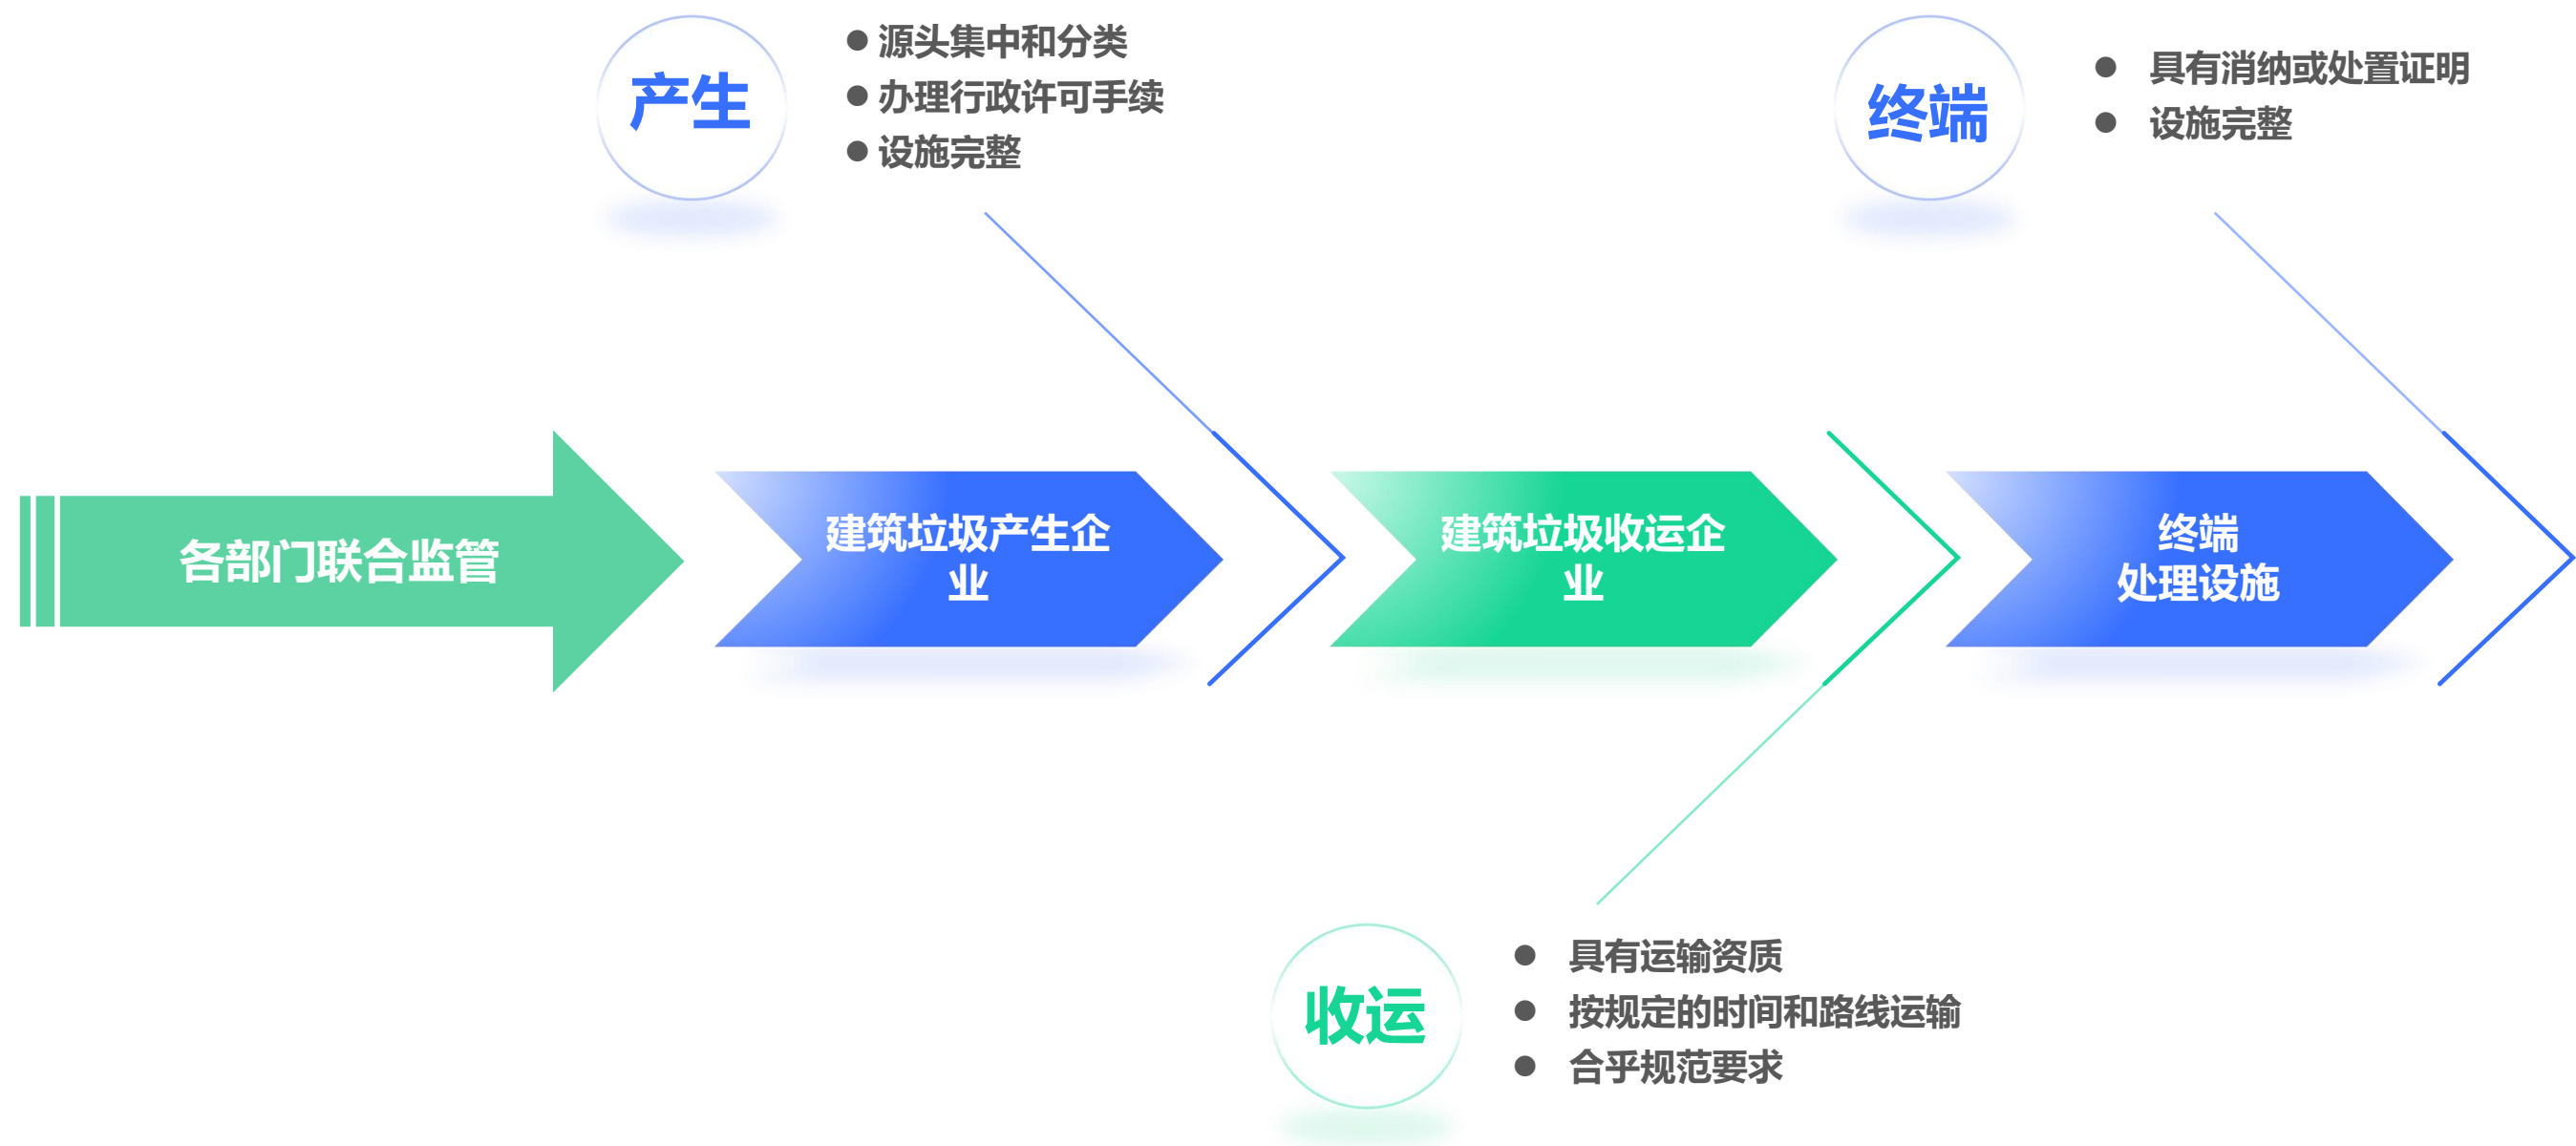 产生
源头集中和分类
办理行政许可手续
设施完整
终端
具有消纳或处置证明
设施完整
各部门联合监管
建筑垃圾产生企
业
建筑垃圾收运企
业
终端
处理设施
收运
具有运输资质
按规定的时间和路线运输
合乎规范要求